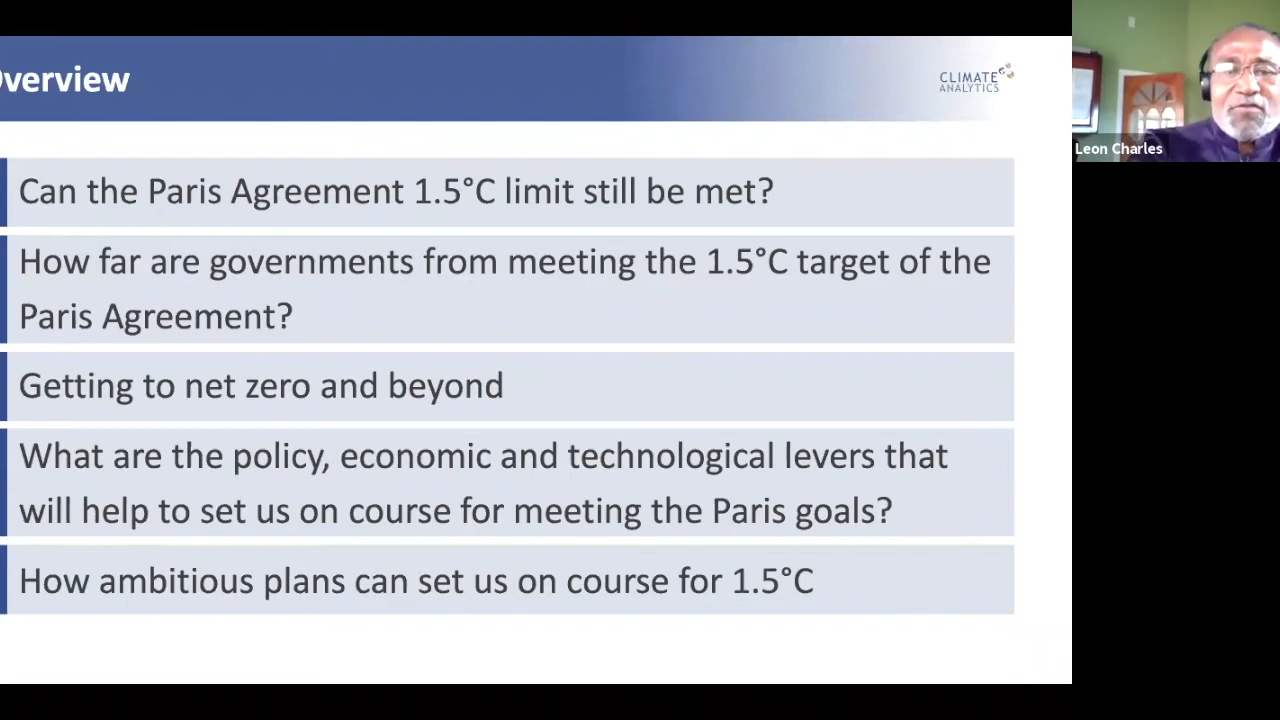 Overview
CLIMATE
ANALYTICS
Leon Charles
Can the Paris Agreement 1.5°C limit still be met?
How far are governments from meeting the 1.5°C target of the
Paris Agreement?
Getting to net zero and beyond
What are the policy, economic and technological levers that
will help to set us on course for meeting the Paris goals?
How ambitious plans can set us on course for 1.5°C